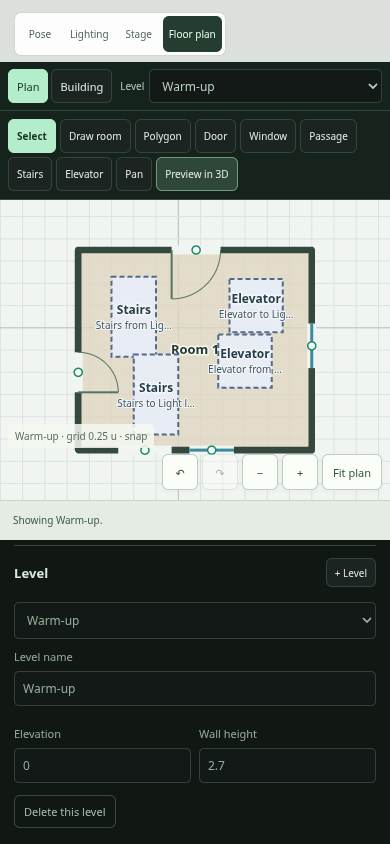 Pose Lighting Stage Floor plan
Plan Building Level Warm-up
Select Draw room Polygon Door Window Passage
Stairs Elevator Pan Preview in 3D
Stairs
Stairs from Lig...
Elevator
Elevator to Lig...
Room 1
Elevator
Elevator from ...
Stairs
Stairs to Light l...
Warm-up · grid 0.25 u · snap
↶ ↷ − + Fit plan
Showing Warm-up.
Level + Level
Warm-up
Level name
Warm-up
Elevation Wall height
0 2.7
Delete this level